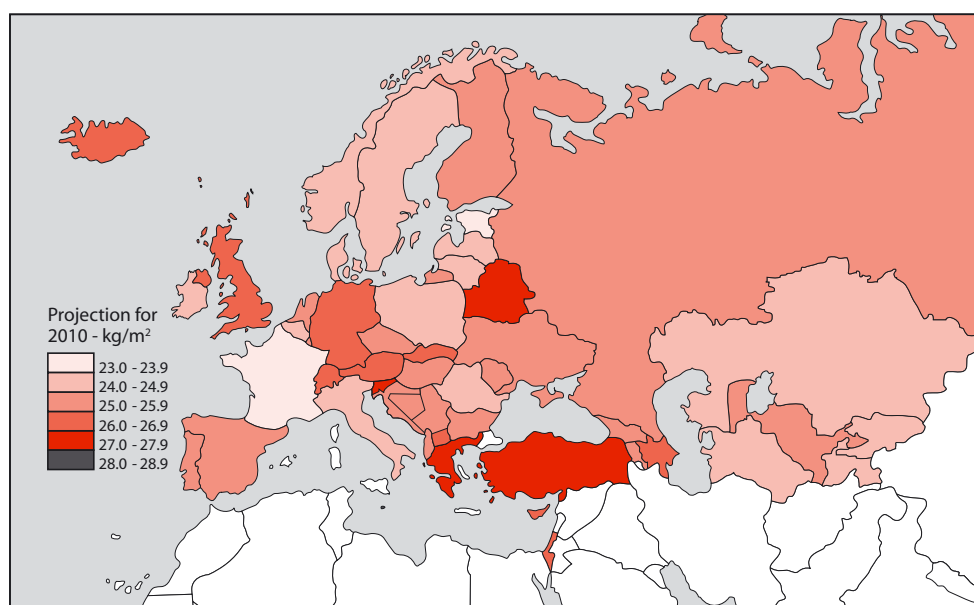 Projection for
2010 - kg/m²
23.0 - 23.9
24.0 - 24.9
25.0 - 25.9
26.0 - 26.9
27.0 - 27.9
28.0 - 28.9